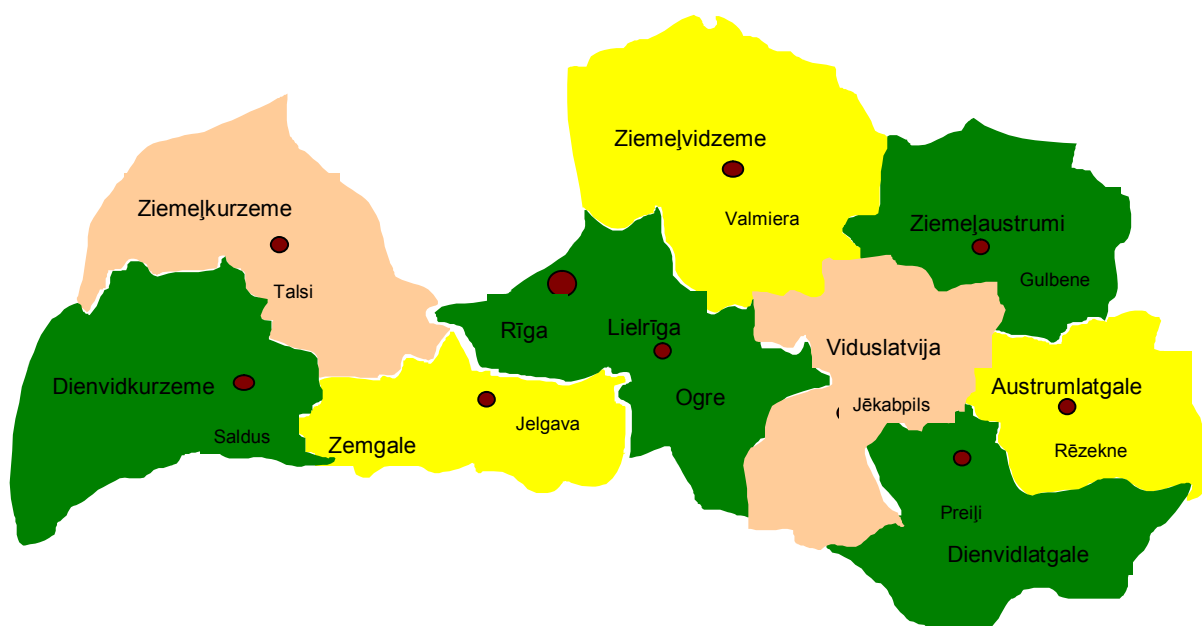 Ziemeļvidzeme
Valmiera
Ziemeļkurzeme
Talsi
Ziemeļaustrumi
Gulbene
Rīga
Lielrīga
Viduslatvija
Dienvidkurzeme
Saldus
Ogre
Jēkabpils
Austrumlatgale
Rēzekne
Zemgale
Jelgava
Preiļi
Dienvidlatgale